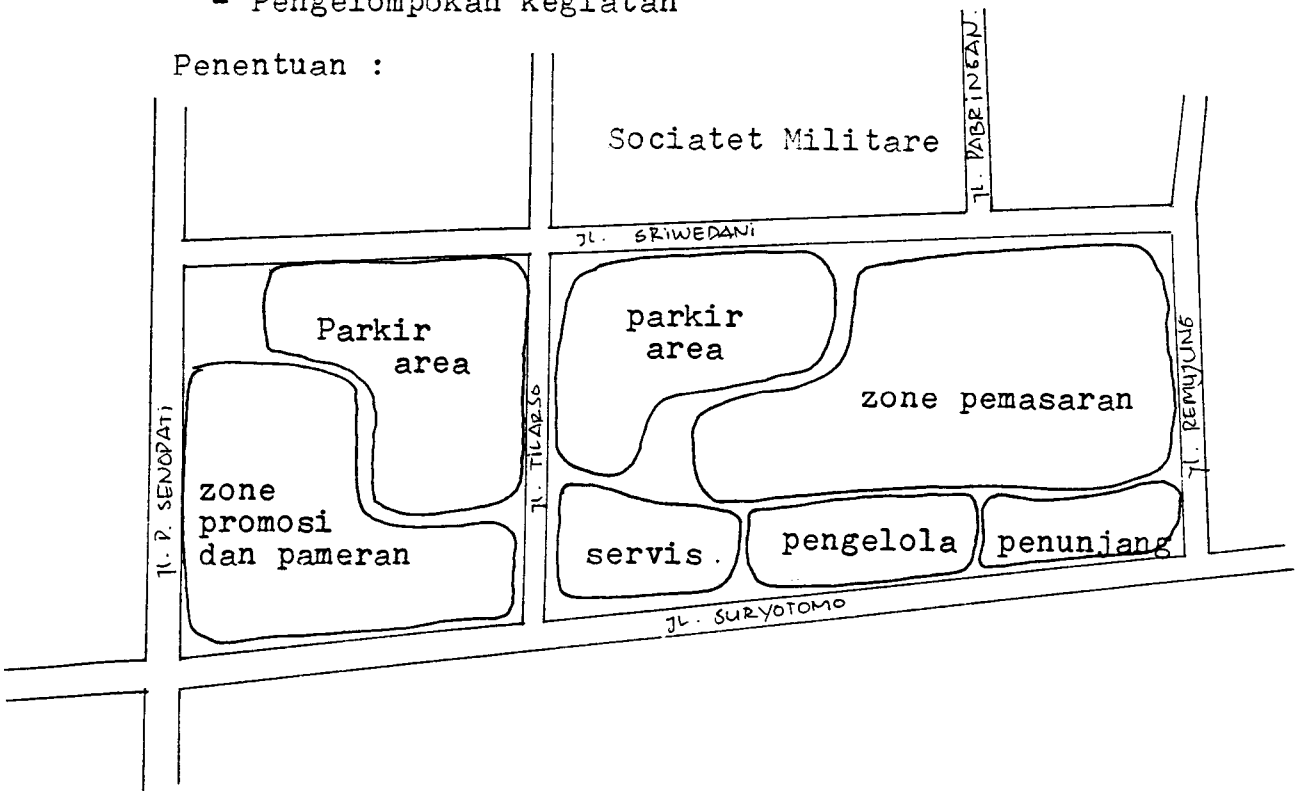 - Pengelompokan kegiatan
Penentuan :
Sociatet Militare
JL. PABRINGAN.
JL. SRIWEDANI
Parkir
area
parkir
area
zone pemasaran
JL. P. SENOPATI
JL. TILARSO
JL. REMUJUNG
zone
promosi
dan pameran
servis.
pengelola
penunjang
JL. SURYOTOMO